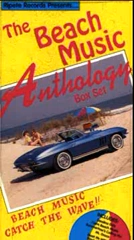 Ripete Records Presents...
The Beach
Music
Anthology
Box Set
BEACH MUSIC
CATCH THE WAVE!!